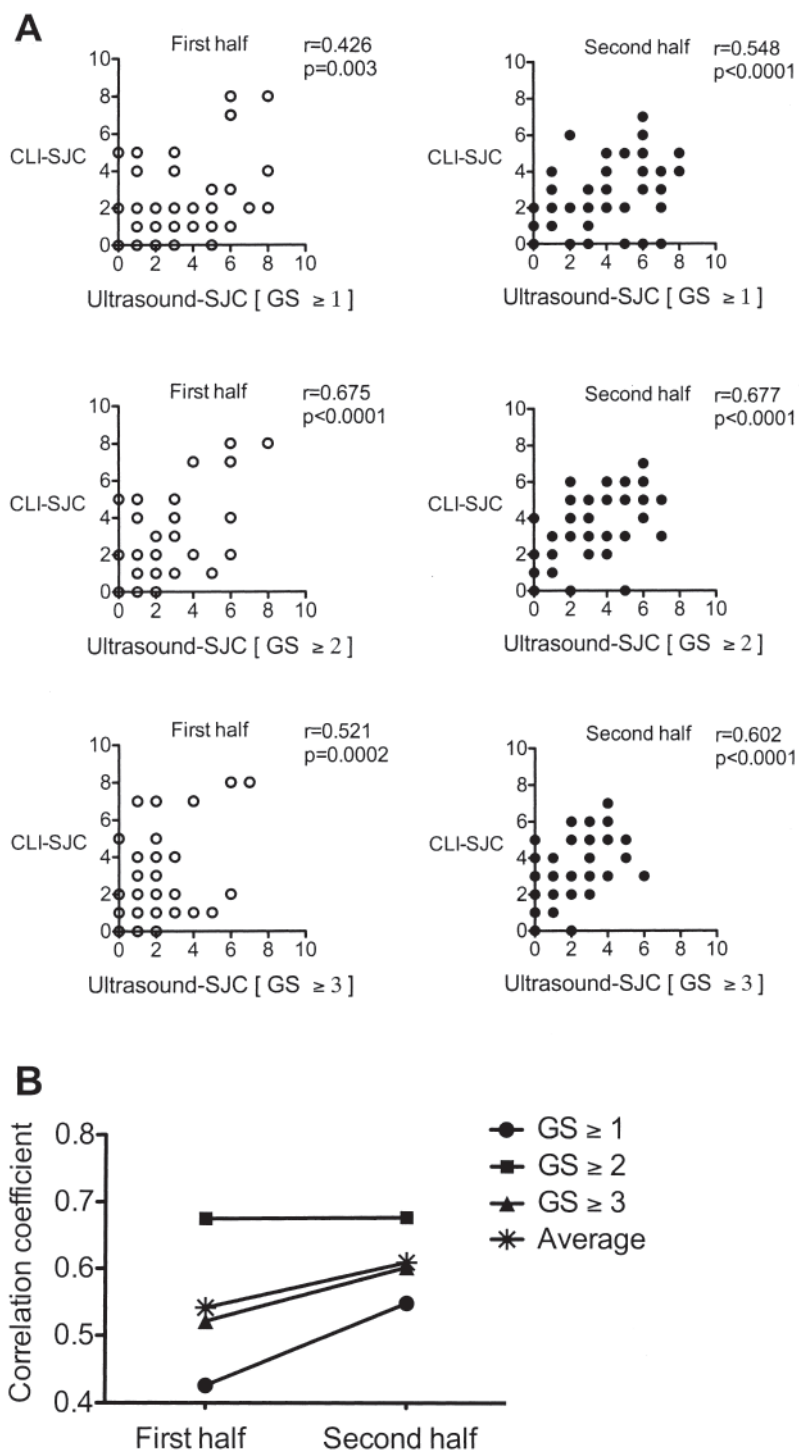 A
First half
r=0.426
p=0.003
10
8
6
4
2
0
CLI-SJC
0 2 4 6 8 10
Ultrasound-SJC [ GS ≥ 1 ]
Second half
r=0.548
p<0.0001
10
8
6
4
2
0
CLI-SJC
0 2 4 6 8 10
Ultrasound-SJC [ GS ≥ 1 ]
First half
r=0.675
p<0.0001
10
8
6
4
2
0
CLI-SJC
0 2 4 6 8 10
Ultrasound-SJC [ GS ≥ 2 ]
Second half
r=0.677
p<0.0001
10
8
6
4
2
0
CLI-SJC
0 2 4 6 8 10
Ultrasound-SJC [ GS ≥ 2 ]
First half
r=0.521
p=0.0002
10
8
6
4
2
0
CLI-SJC
0 2 4 6 8 10
Ultrasound-SJC [ GS ≥ 3 ]
Second half
r=0.602
p<0.0001
10
8
6
4
2
0
CLI-SJC
0 2 4 6 8 10
Ultrasound-SJC [ GS ≥ 3 ]
B
Correlation coefficient
0.8
0.7
0.6
0.5
0.4
First half Second half
GS ≥ 1
GS ≥ 2
GS ≥ 3
Average